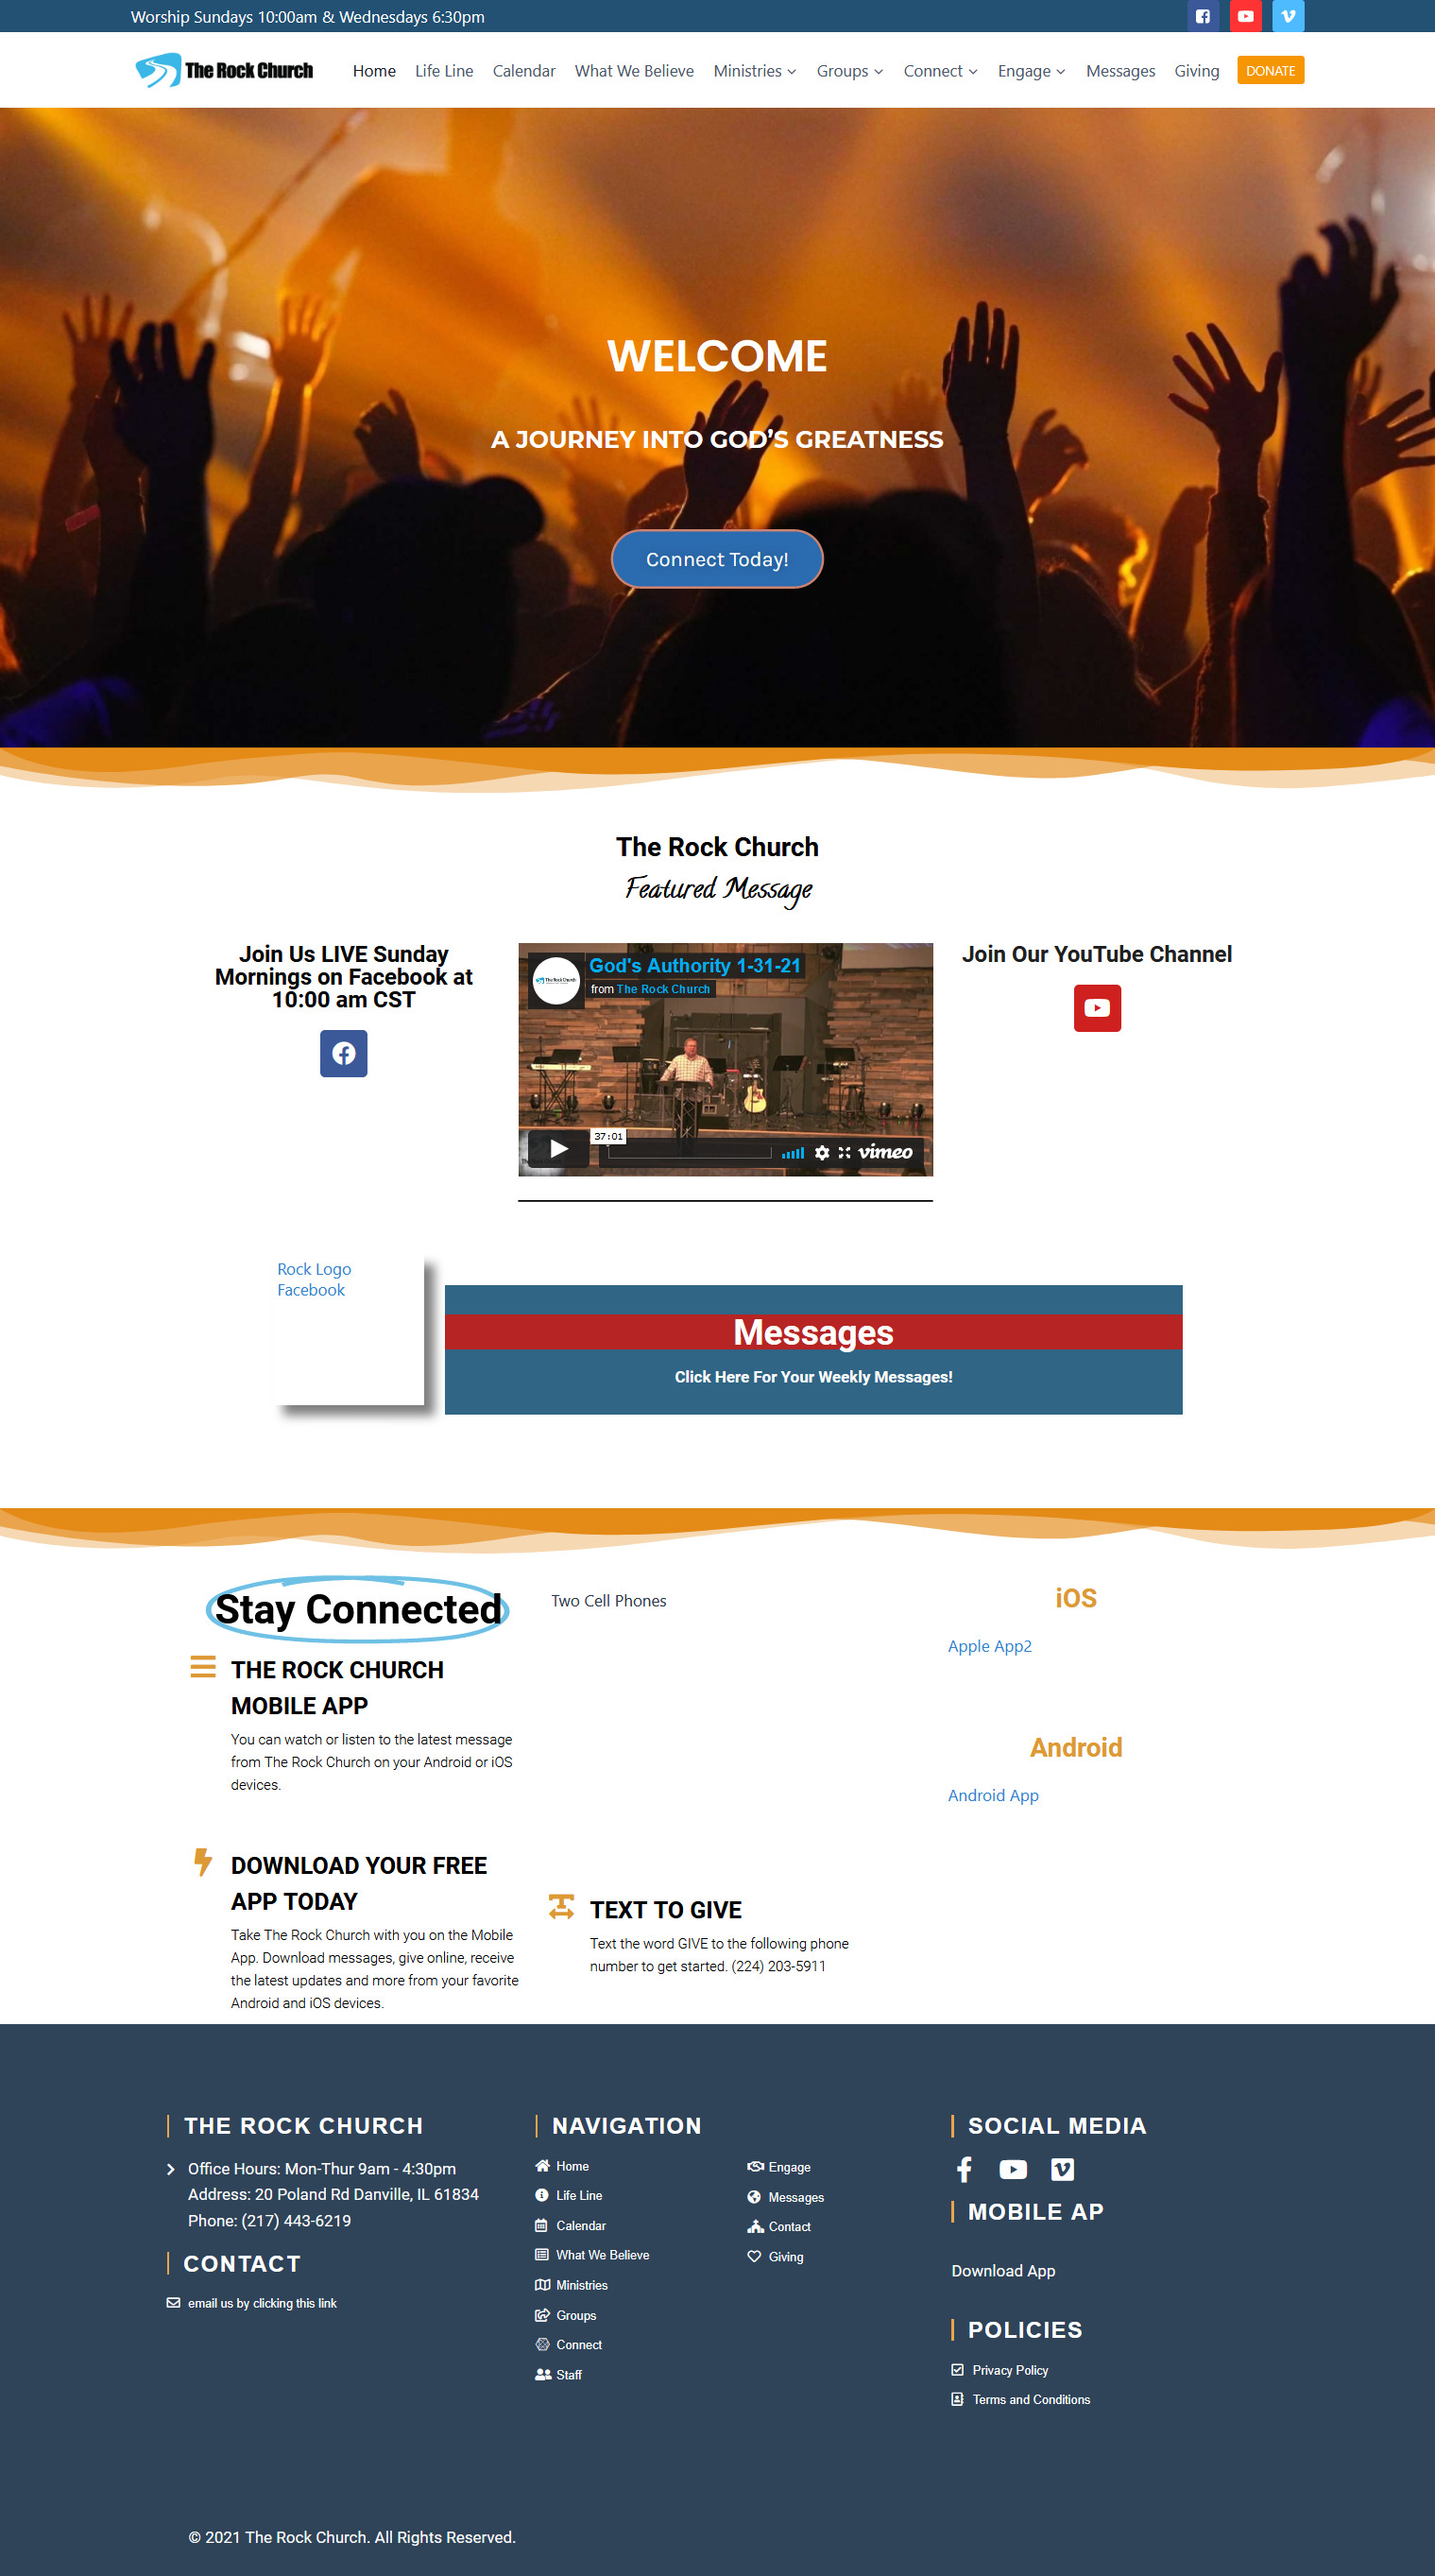 Worship Sundays 10:00am & Wednesdays 6:30pm
The Rock Church
Home Life Line Calendar What We Believe Ministries Groups Connect Engage Messages Giving DONATE
WELCOME
A JOURNEY INTO GOD'S GREATNESS
Connect Today!
The Rock Church
Featured Message
Join Us LIVE Sunday
Mornings on Facebook at
10:00 am CST
The Rock Church
God's Authority 1-31-21
from The Rock Church
37:01
vimeo
Join Our YouTube Channel
Rock Logo
Facebook
Messages
Click Here For Your Weekly Messages!
Stay Connected
THE ROCK CHURCH
MOBILE APP
You can watch or listen to the latest message
from The Rock Church on your Android or iOS
devices.
Two Cell Phones
iOS
Apple App2
Android
Android App
DOWNLOAD YOUR FREE
APP TODAY
Take The Rock Church with you on the Mobile
App. Download messages, give online, receive
the latest updates and more from your favorite
Android and iOS devices.
TEXT TO GIVE
Text the word GIVE to the following phone
number to get started. (224) 203-5911
THE ROCK CHURCH
Office Hours: Mon-Thur 9am - 4:30pm
Address: 20 Poland Rd Danville, IL 61834
Phone: (217) 443-6219
CONTACT
email us by clicking this link
NAVIGATION
Home
Life Line
Calendar
What We Believe
Ministries
Groups
Connect
Staff
Engage
Messages
Contact
Giving
SOCIAL MEDIA
MOBILE AP
Download App
POLICIES
Privacy Policy
Terms and Conditions
© 2021 The Rock Church. All Rights Reserved.